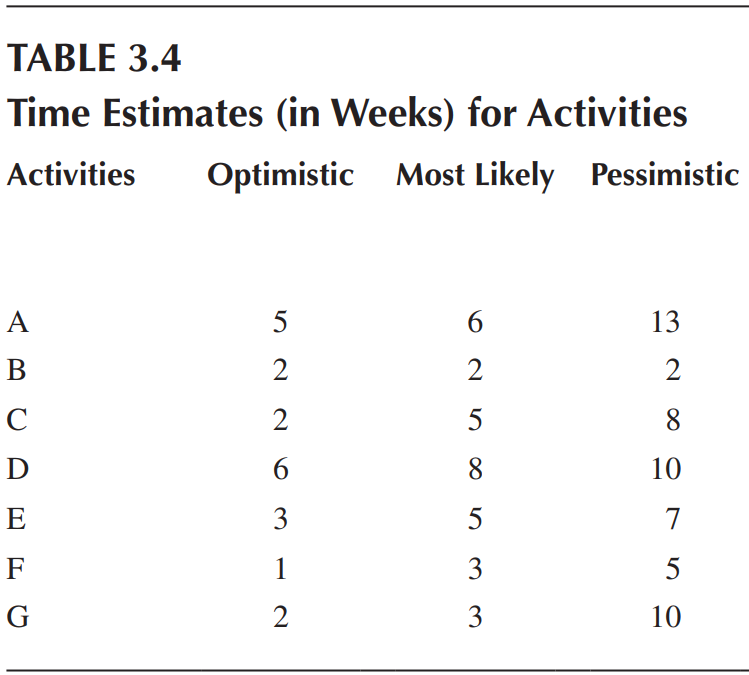 TABLE 3.4
Time Estimates (in Weeks) for Activities
Activities Optimistic Most Likely Pessimistic
A 5 6 13
B 2 2 2
C 2 5 8
D 6 8 10
E 3 5 7
F 1 3 5
G 2 3 10